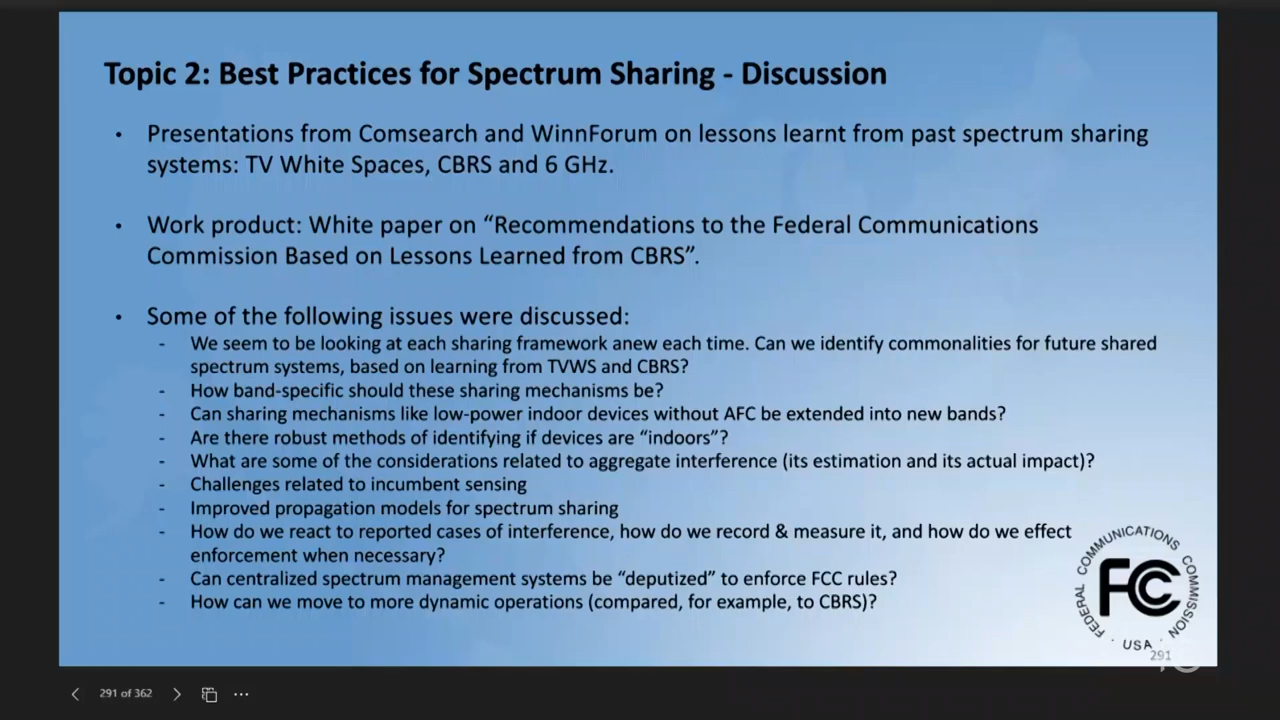 Topic 2: Best Practices for Spectrum Sharing - Discussion
• Presentations from Comsearch and WinnForum on lessons learnt from past spectrum sharing
systems: TV White Spaces, CBRS and 6 GHz.
• Work product: White paper on “Recommendations to the Federal Communications
Commission Based on Lessons Learned from CBRS”.
• Some of the following issues were discussed:
- We seem to be looking at each sharing framework anew each time. Can we identify commonalities for future shared
spectrum systems, based on learning from TVWS and CBRS?
- How band-specific should these sharing mechanisms be?
- Can sharing mechanisms like low-power indoor devices without AFC be extended into new bands?
- Are there robust methods of identifying if devices are “indoors”?
- What are some of the considerations related to aggregate interference (its estimation and its actual impact)?
- Challenges related to incumbent sensing
- Improved propagation models for spectrum sharing
- How do we react to reported cases of interference, how do we record & measure it, and how do we effect
enforcement when necessary?
- Can centralized spectrum management systems be “deputized” to enforce FCC rules?
- How can we move to more dynamic operations (compared, for example, to CBRS)?
FEDERAL COMMUNICATIONS COMMISSION
FCC
· USA ·
291
291 of 362